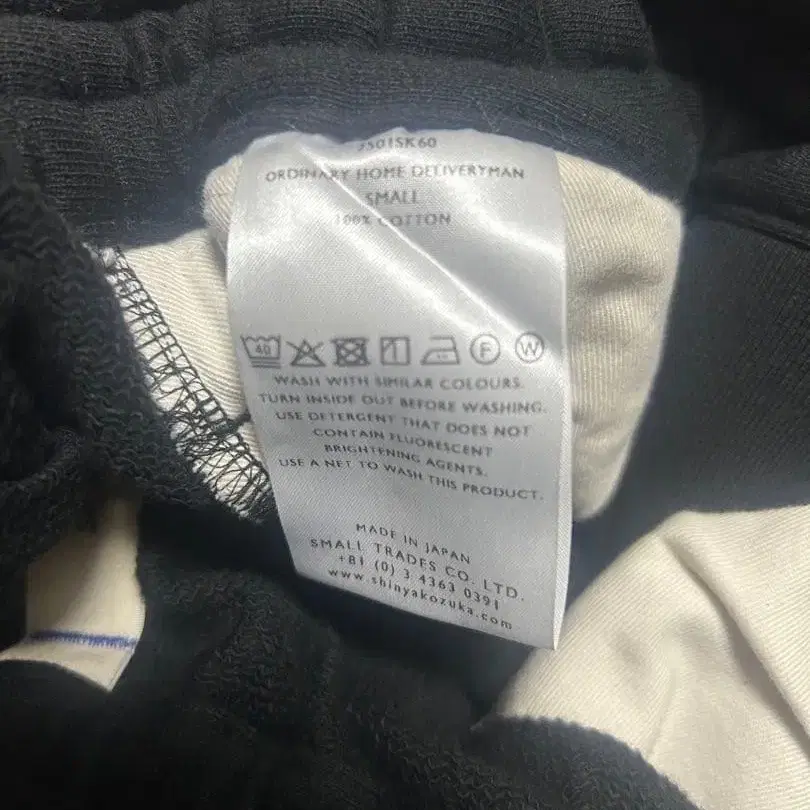 2501SK60
ORDINARY HOME DELIVERYMAN
SMALL
100% COTTON
40 F W
WASH WITH SIMILAR COLOURS.
TURN INSIDE OUT BEFORE WASHING.
USE DETERGENT THAT DOES NOT
CONTAIN FLUORESCENT
BRIGHTENING AGENTS.
USE A NET TO WASH THIS PRODUCT.
MADE IN JAPAN
SMALL TRADES CO. LTD.
+81 (0) 3 4363 0391
www.shinyakozuka.com